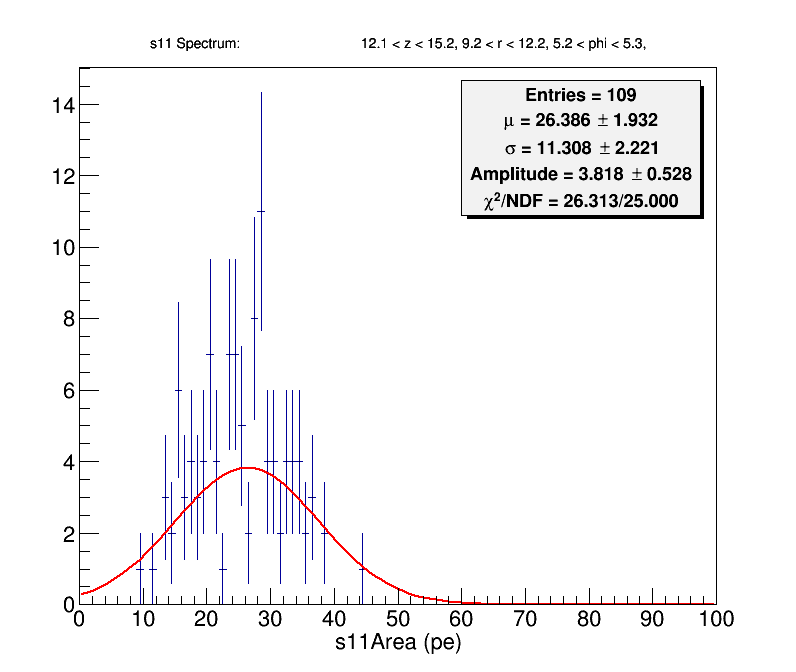 s11 Spectrum: 12.1 < z < 15.2, 9.2 < r < 12.2, 5.2 < phi < 5.3,
Entries = 109
μ = 26.386 ± 1.932
σ = 11.308 ± 2.221
Amplitude = 3.818 ± 0.528
χ²/NDF = 26.313/25.000
14
12
10
8
6
4
2
0
0 10 20 30 40 50 60 70 80 90 100
s11Area (pe)